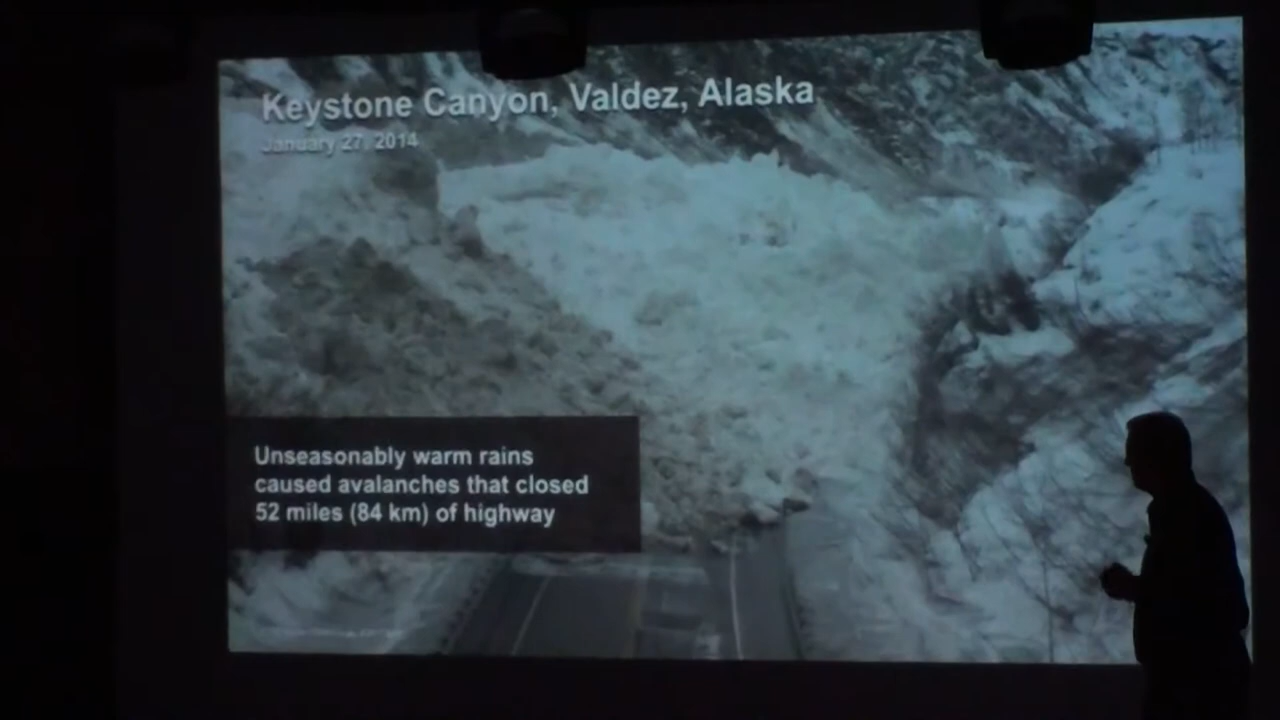 Keystone Canyon, Valdez, Alaska
January 27, 2014
Unseasonably warm rains
caused avalanches that closed
52 miles (84 km) of highway